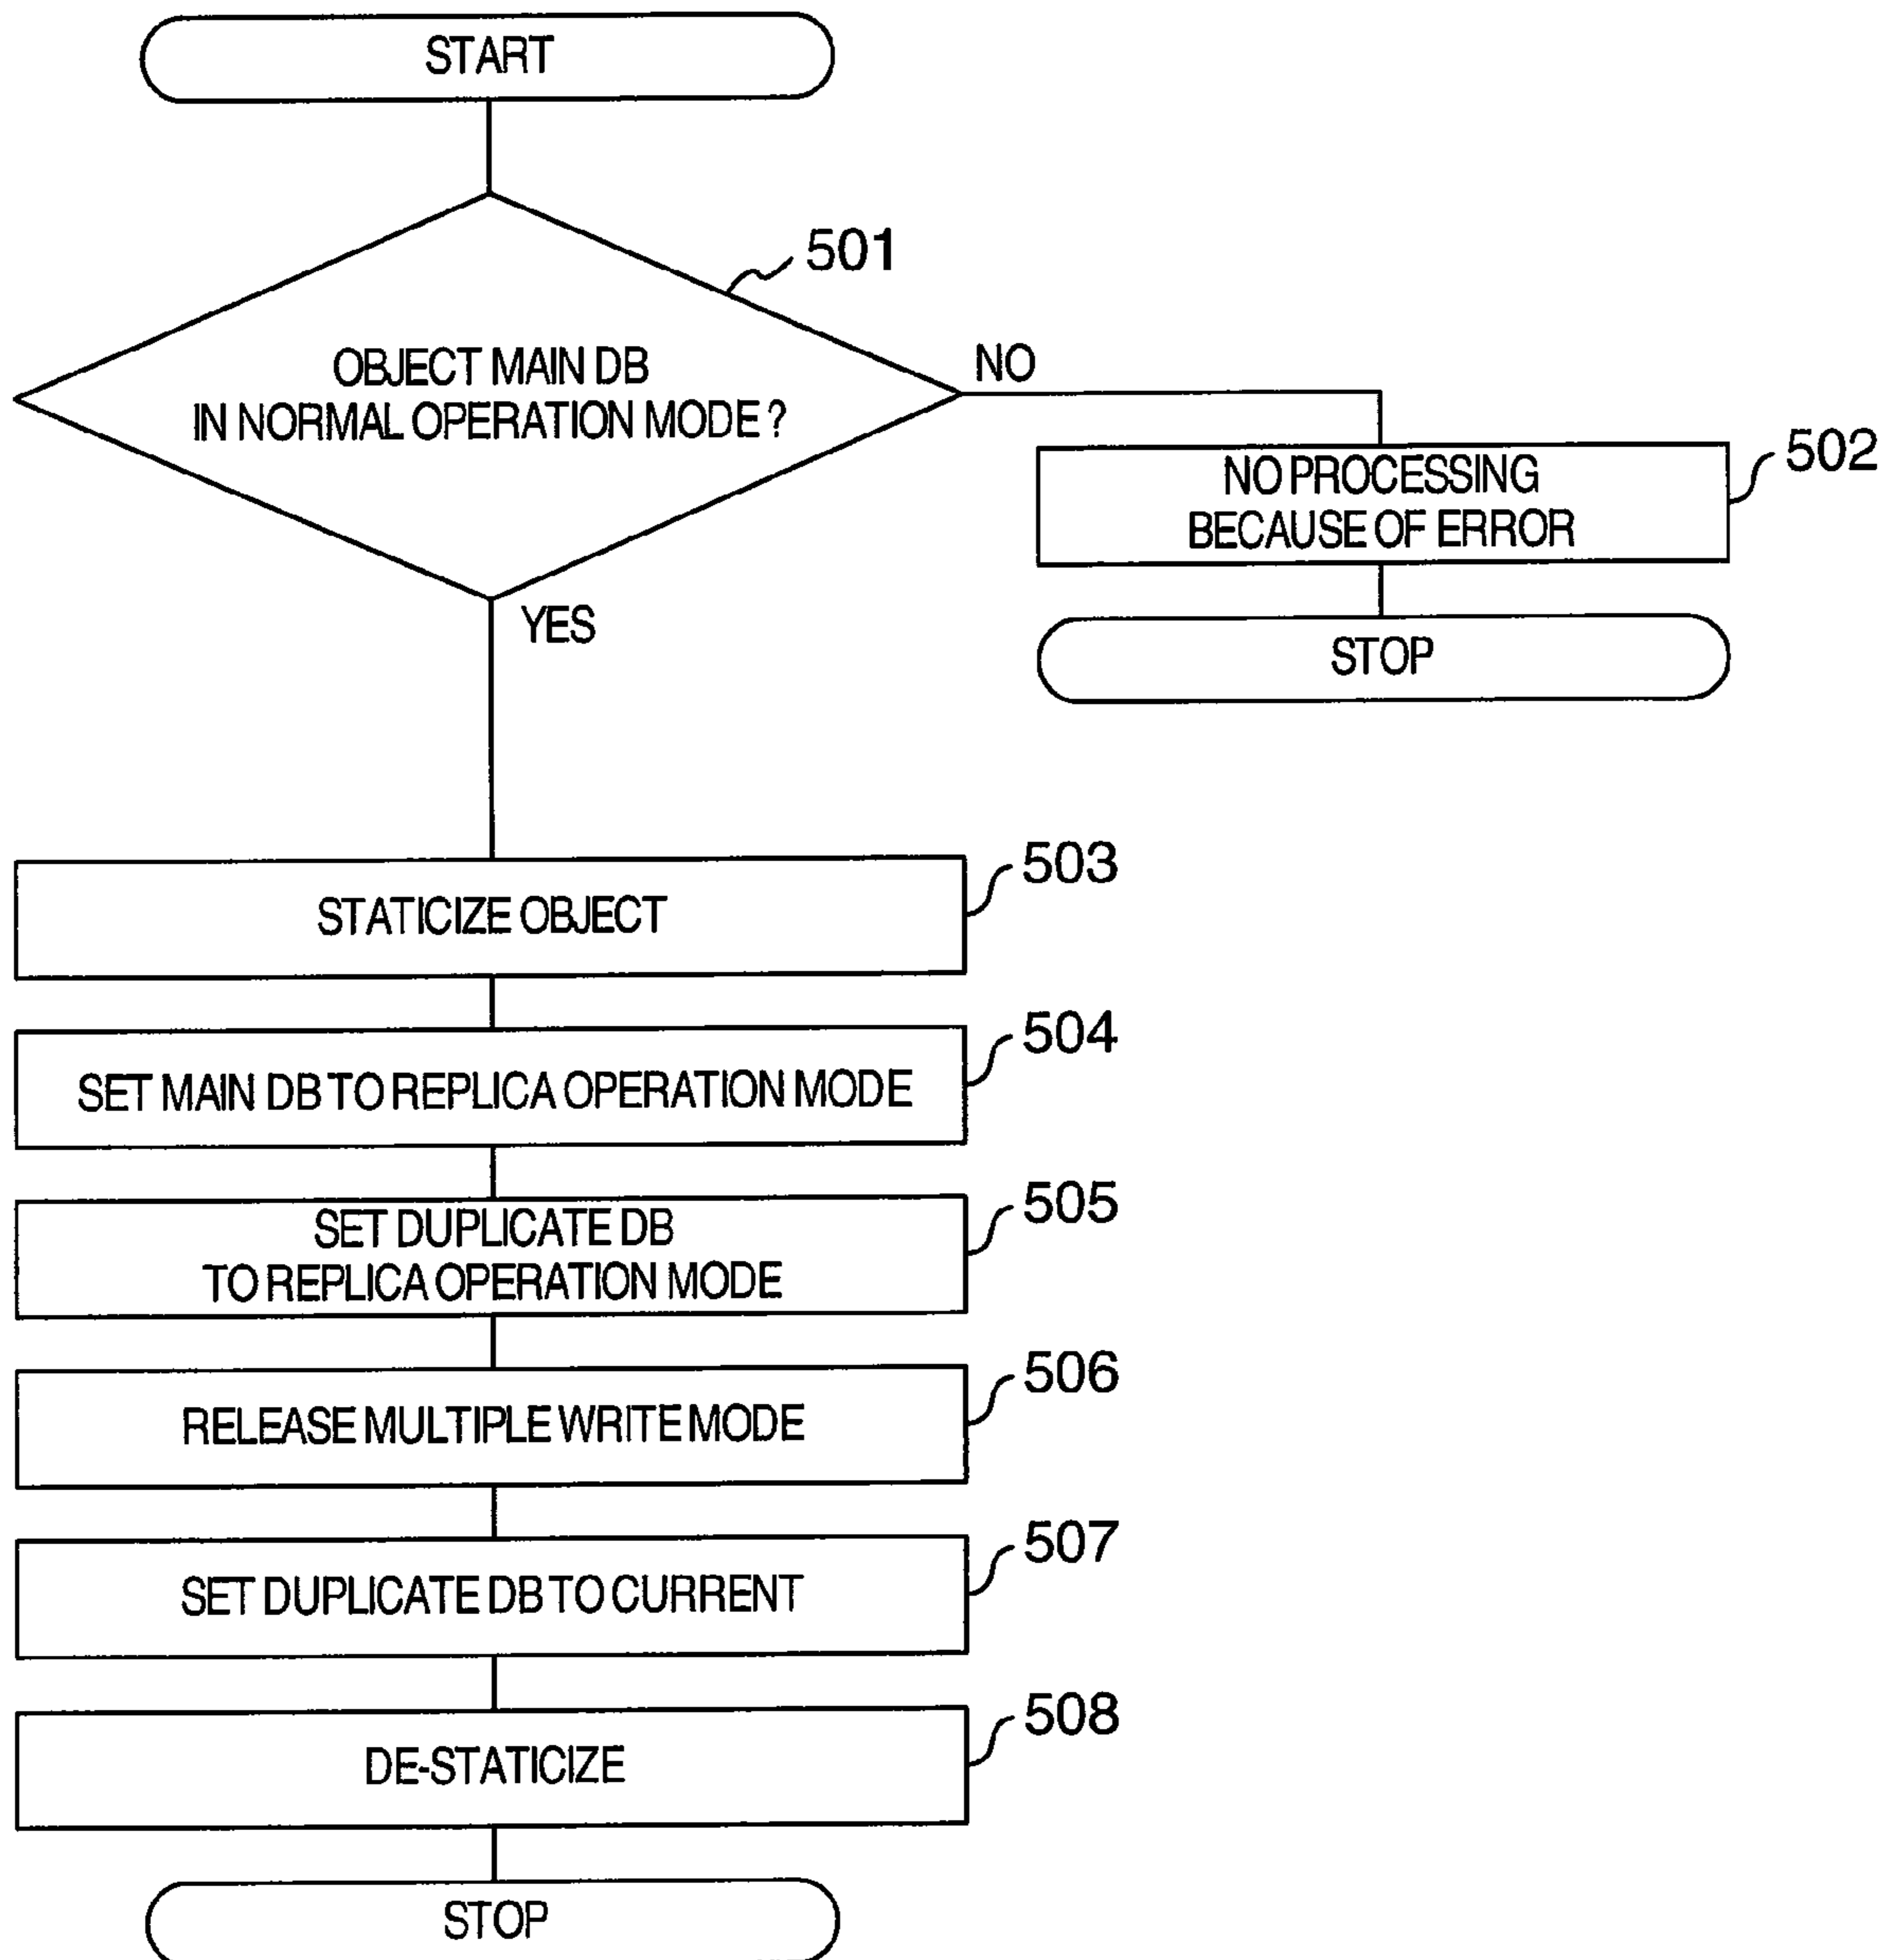 START
501
OBJECT MAIN DB
IN NORMAL OPERATION MODE?
NO
502
NO PROCESSING
BECAUSE OF ERROR
YES
STOP
503
STATICIZE OBJECT
504
SET MAIN DB TO REPLICA OPERATION MODE
505
SET DUPLICATE DB
TO REPLICA OPERATION MODE
506
RELEASE MULTIPLE WRITE MODE
507
SET DUPLICATE DB TO CURRENT
508
DE-STATICIZE
STOP